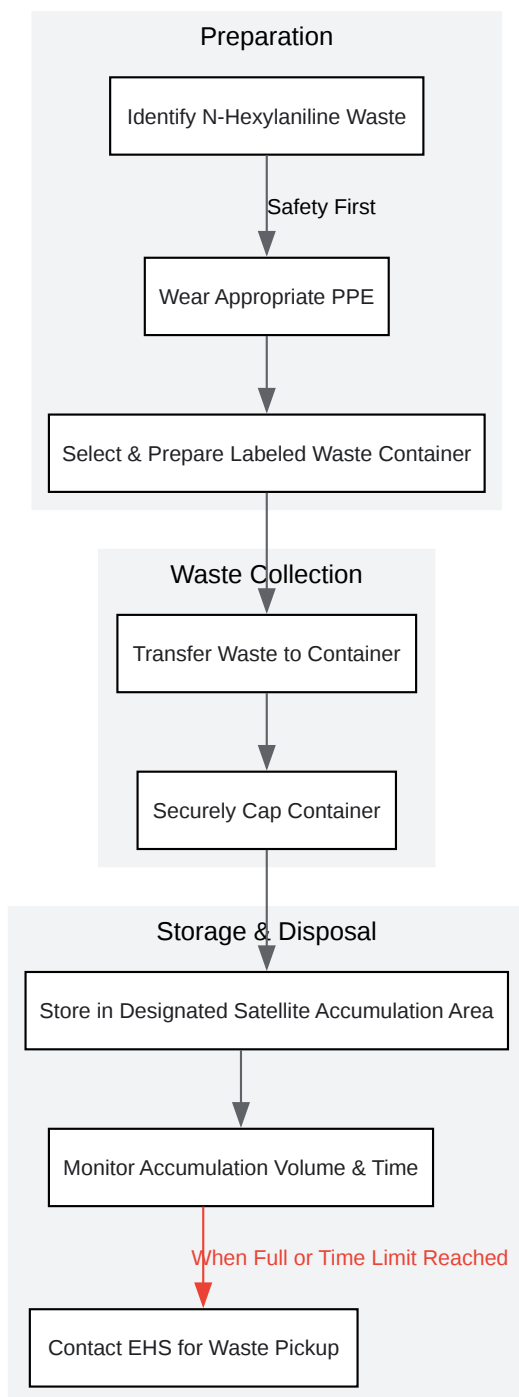 Preparation
Identify N-Hexylaniline Waste
Safety First
Wear Appropriate PPE
Select & Prepare Labeled Waste Container
Waste Collection
Transfer Waste to Container
Securely Cap Container
Storage & Disposal
Store in Designated Satellite Accumulation Area
Monitor Accumulation Volume & Time
When Full or Time Limit Reached
Contact EHS for Waste Pickup